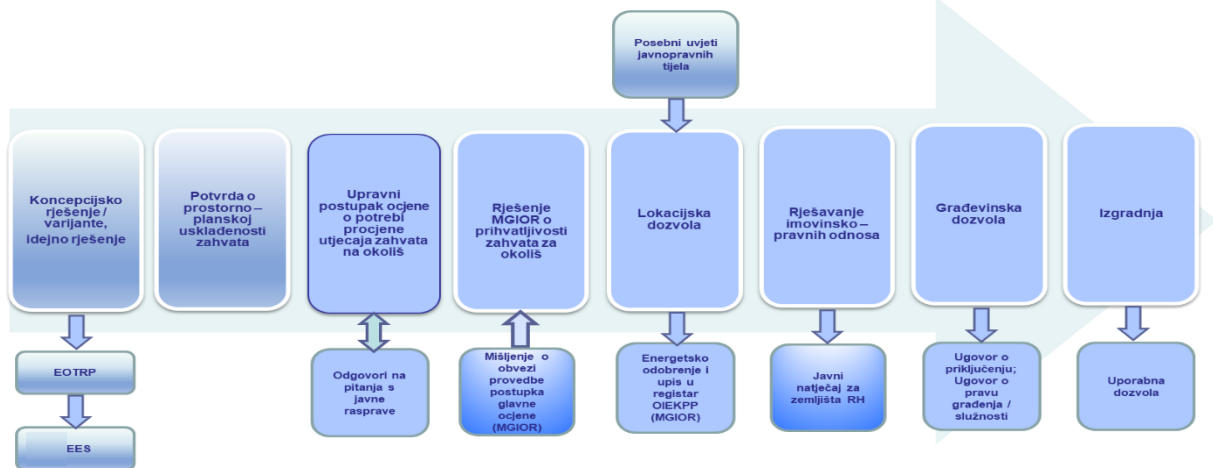 Posebni uvjeti
javnopravnih
tijela
Koncepcijsko
rješenje /
varijante,
idejno rješenje
Potvrda o
prostorno –
planskoj
usklađenosti
zahvata
Upravni
postupak ocjene
o potrebi
procjene
utjecaja zahvata
na okoliš
Rješenje
MGIOR o
prihvatljivosti
zahvata za
okoliš
Lokacijska
dozvola
Rješavanje
imovinsko –
pravnih odnosa
Građevinska
dozvola
Izgradnja
EOTRP
EES
Odgovori na
pitanja s
javne
rasprave
Mišljenje o
obvezi
provedbe
postupka
glavne
ocjene
(MGIOR)
Energetsko
odobrenje i
upis u
registar
OIEKPP
(MGIOR)
Javni
natječaj za
zemljišta RH
Ugovor o
priključenju;
Ugovor o
pravu
građenja /
služnosti
Uporabna
dozvola